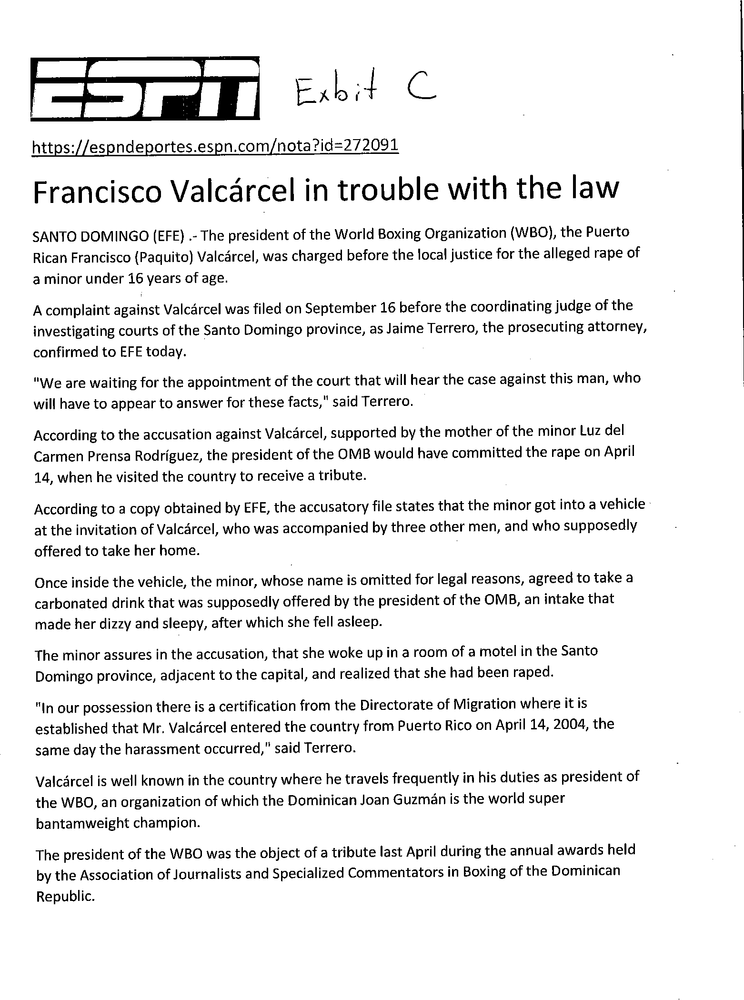 ESPN Exbit C
https://espndeportes.espn.com/nota?id=272091
Francisco Valcárcel in trouble with the law
SANTO DOMINGO (EFE) .- The president of the World Boxing Organization (WBO), the Puerto
Rican Francisco (Paquito) Valcárcel, was charged before the local justice for the alleged rape of
a minor under 16 years of age.
A complaint against Valcárcel was filed on September 16 before the coordinating judge of the
investigating courts of the Santo Domingo province, as Jaime Terrero, the prosecuting attorney,
confirmed to EFE today.
"We are waiting for the appointment of the court that will hear the case against this man, who
will have to appear to answer for these facts," said Terrero.
According to the accusation against Valcárcel, supported by the mother of the minor Luz del
Carmen Prensa Rodríguez, the president of the OMB would have committed the rape on April
14, when he visited the country to receive a tribute.
According to a copy obtained by EFE, the accusatory file states that the minor got into a vehicle
at the invitation of Valcárcel, who was accompanied by three other men, and who supposedly
offered to take her home.
Once inside the vehicle, the minor, whose name is omitted for legal reasons, agreed to take a
carbonated drink that was supposedly offered by the president of the OMB, an intake that
made her dizzy and sleepy, after which she fell asleep.
The minor assures in the accusation, that she woke up in a room of a motel in the Santo
Domingo province, adjacent to the capital, and realized that she had been raped.
"In our possession there is a certification from the Directorate of Migration where it is
established that Mr. Valcárcel entered the country from Puerto Rico on April 14, 2004, the
same day the harassment occurred," said Terrero.
Valcárcel is well known in the country where he travels frequently in his duties as president of
the WBO, an organization of which the Dominican Joan Guzmán is the world super
bantamweight champion.
The president of the WBO was the object of a tribute last April during the annual awards held
by the Association of Journalists and Specialized Commentators in Boxing of the Dominican
Republic.